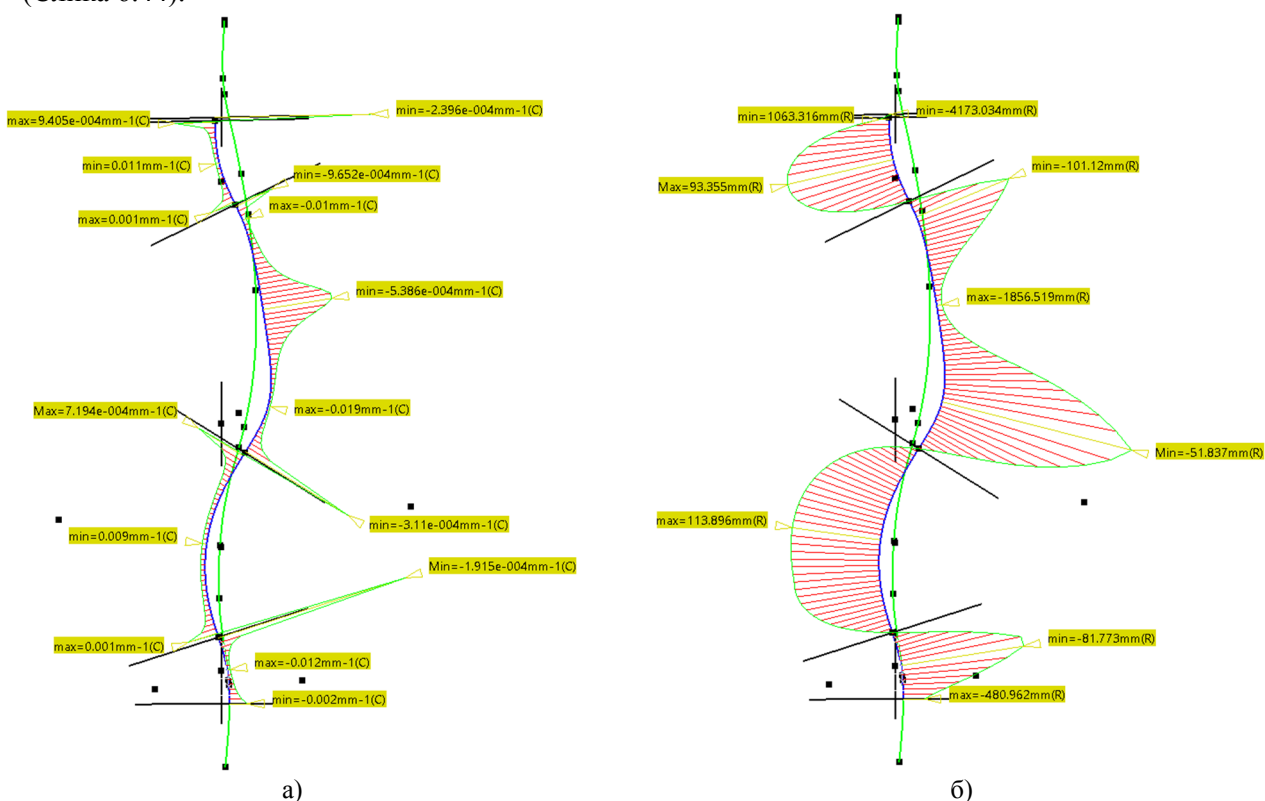 (Слика 6.44).
max=9.405e-004mm-1(C)
min=-2.396e-004mm-1(C)
min=0.011mm-1(C)
min=-9.652e-004mm-1(C)
max=0.001mm-1(C)
max=-0.01mm-1(C)
min=-5.386e-004mm-1(C)
max=-0.019mm-1(C)
Max=7.194e-004mm-1(C)
min=-3.11e-004mm-1(C)
min=0.009mm-1(C)
Min=-1.915e-004mm-1(C)
max=0.001mm-1(C)
max=-0.012mm-1(C)
min=-0.002mm-1(C)
а)
min=1063.316mm(R)
min=-4173.034mm(R)
Max=93.355mm(R)
min=-101.12mm(R)
max=-1856.519mm(R)
Min=-51.837mm(R)
max=113.896mm(R)
min=-81.773mm(R)
max=-480.962mm(R)
б)